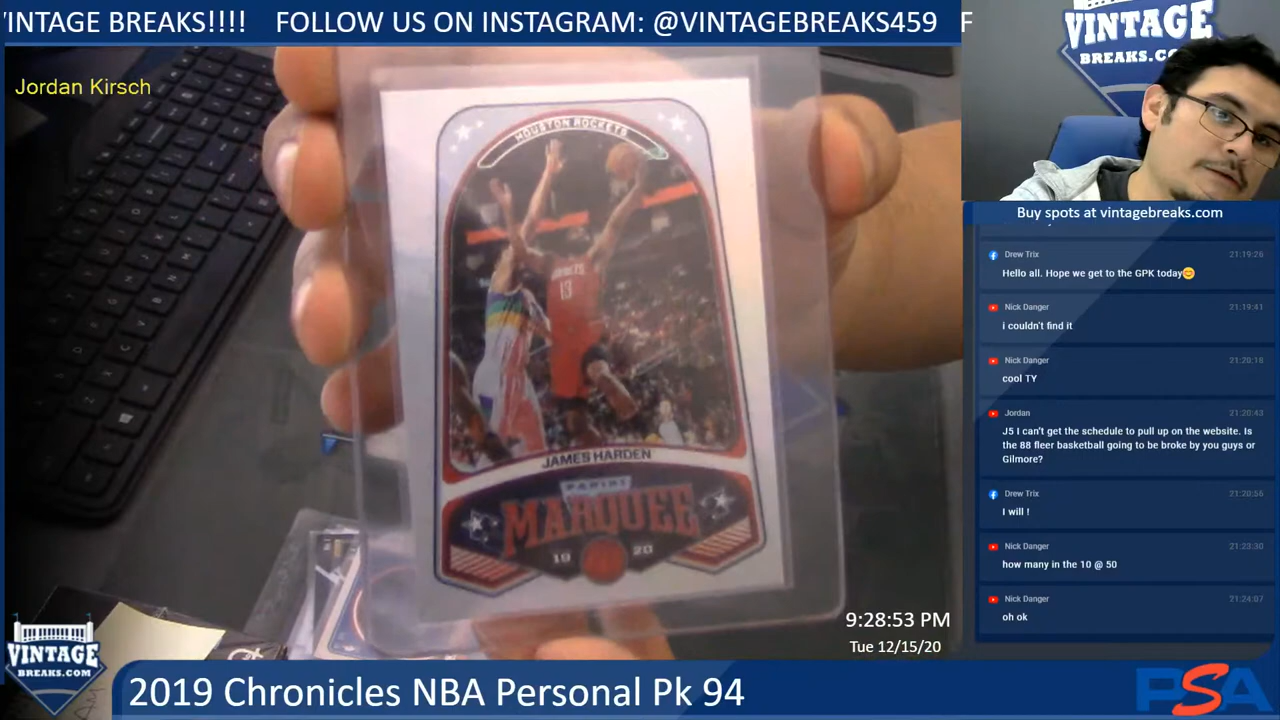 'INTAGE BREAKS!!!! FOLLOW US ON INSTAGRAM: @VINTAGEBREAKS459 F
Jordan Kirsch
VINTAGE
BREAKS.CO
HOUSTON ROCKETS
ROCKETS
13
JAMES HARDEN
PANINI
MARQUEE
19 20
Buy spots at vintagebreaks.com
Drew Trix 21:19:26
Hello all. Hope we get to the GPK today😊
Nick Danger 21:19:41
i couldn't find it
Nick Danger 21:20:18
cool TY
Jordan 21:20:43
J5 I can't get the schedule to pull up on the website. Is
the 88 fleer basketball going to be broke by you guys or
Gilmore?
Drew Trix 21:20:56
I will !
Nick Danger 21:23:30
how many in the 10 @ 50
Nick Danger 21:24:07
oh ok
9:28:53 PM
Tue 12/15/20
VINTAGE
BREAKS.COM
2019 Chronicles NBA Personal Pk 94
PSA